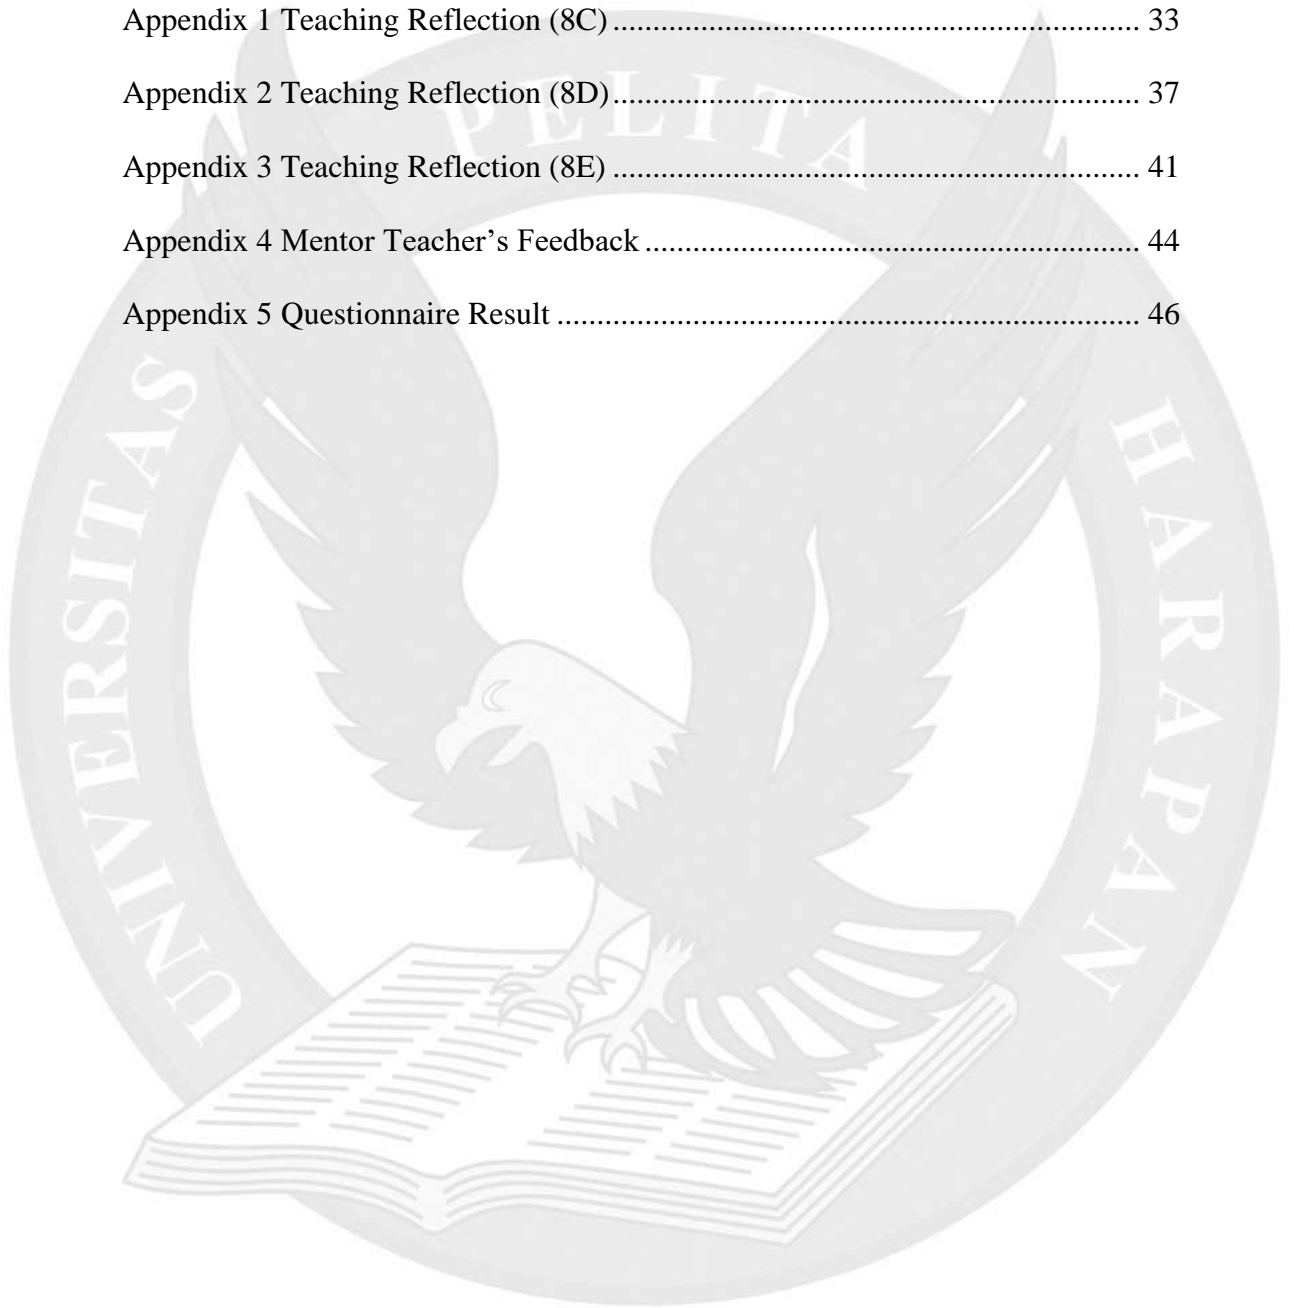 Appendix 1 Teaching Reflection (8C) ................................................................... 33
Appendix 2 Teaching Reflection (8D) ................................................................... 37
Appendix 3 Teaching Reflection (8E) ................................................................... 41
Appendix 4 Mentor Teacher’s Feedback ............................................................... 44
Appendix 5 Questionnaire Result .......................................................................... 46
UNIVERSITAS PELITA HARAPAN